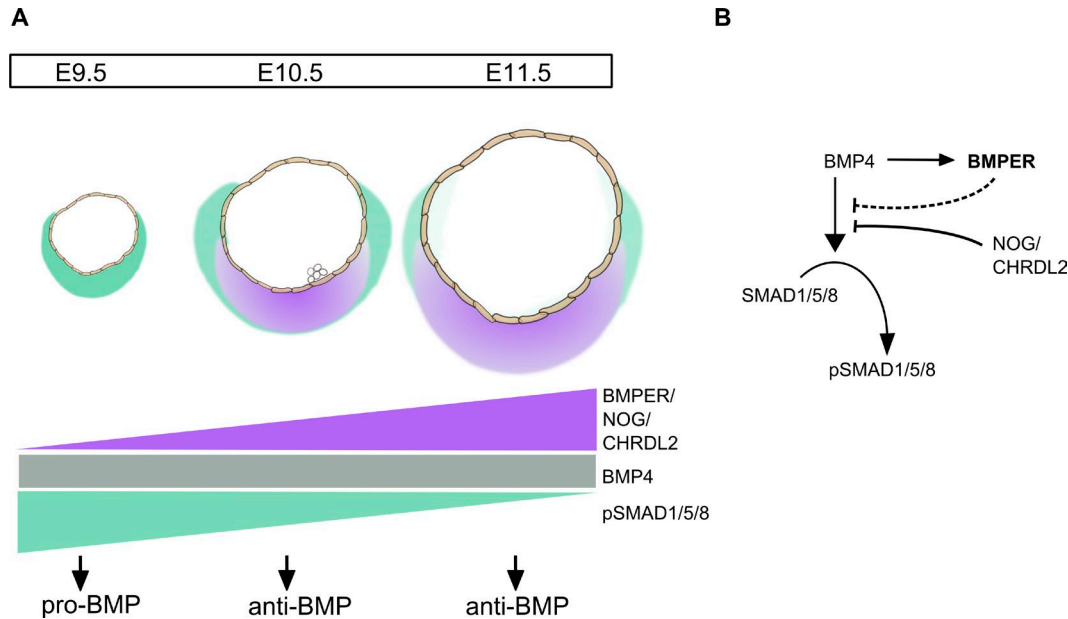 A
B
E9.5 E10.5 E11.5
BMP4 BMPER
NOG/
CHRDL2
SMAD1/5/8
pSMAD1/5/8
BMPER/
NOG/
CHRDL2
BMP4
pSMAD1/5/8
pro-BMP anti-BMP anti-BMP